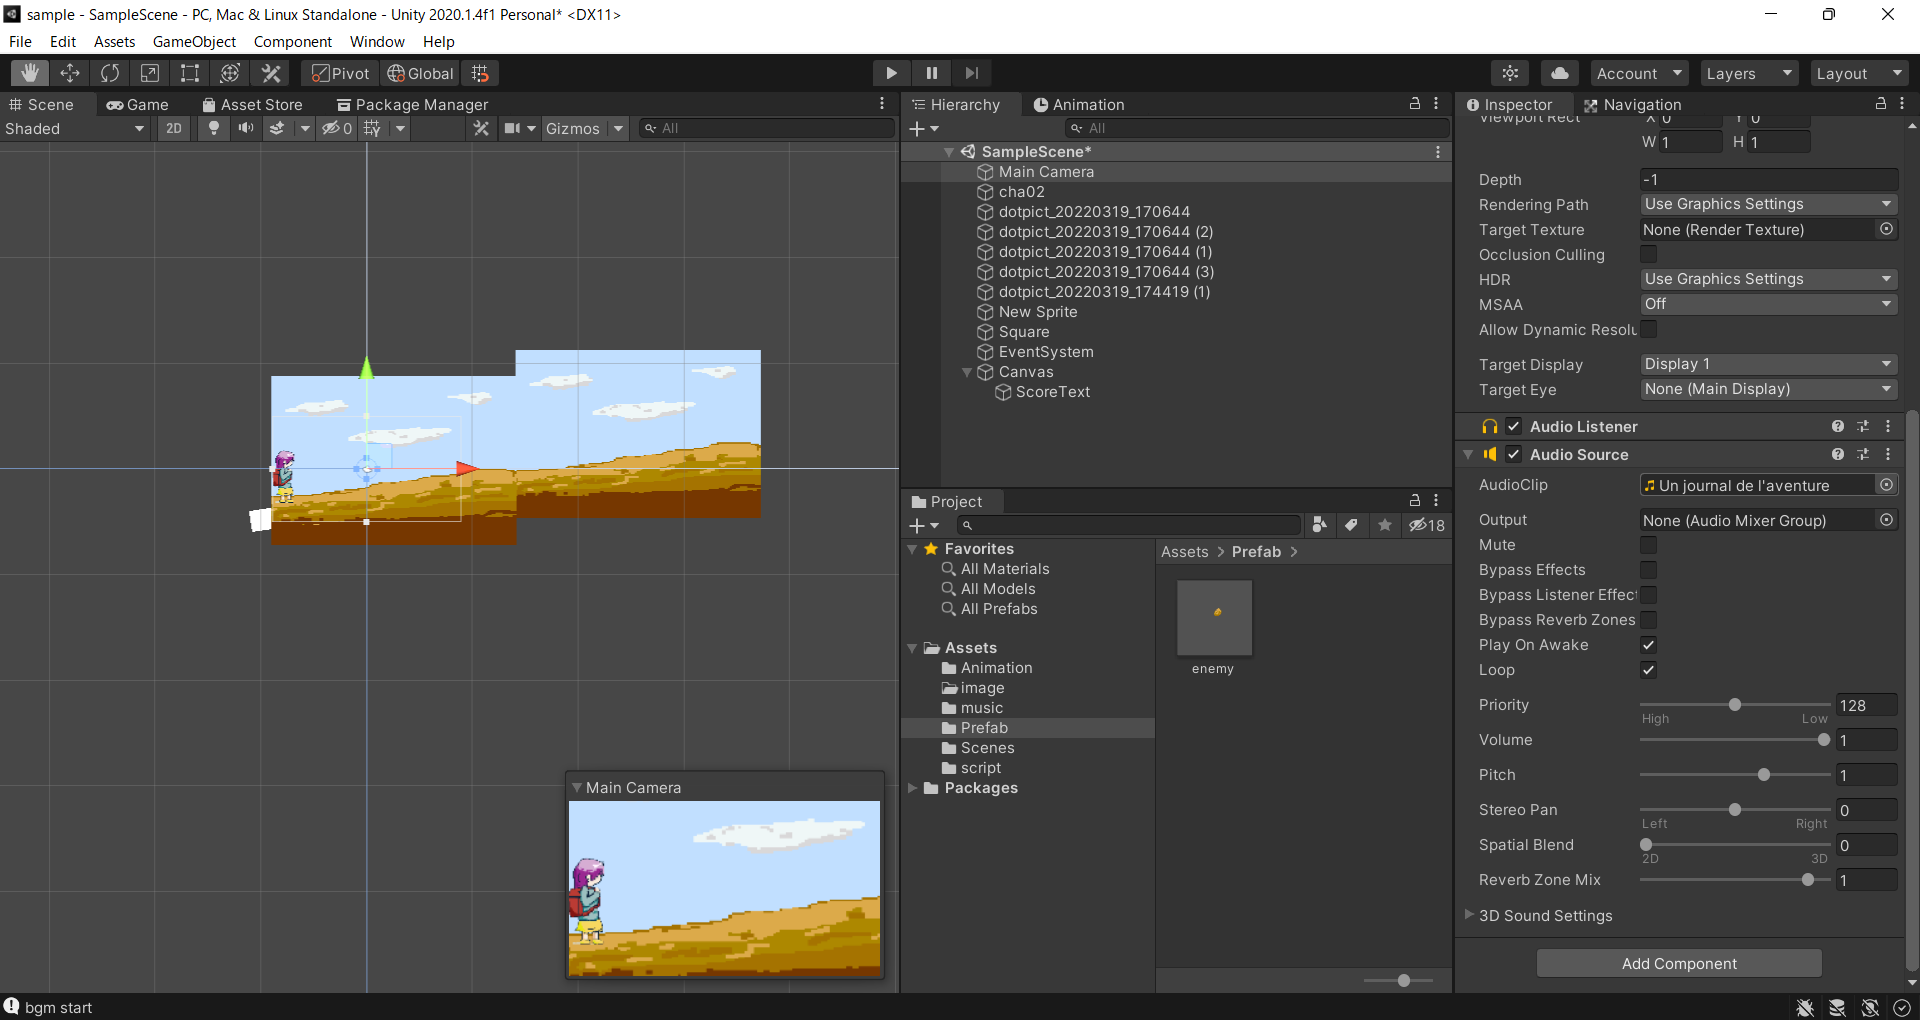 sample - SampleScene - PC, Mac & Linux Standalone - Unity 2020.1.4f1 Personal* <DX11>
File Edit Assets GameObject Component Window Help
Pivot Global Account Layers Layout
Scene Game Asset Store Package Manager
Shaded 2D 0 Gizmos All
Hierarchy Animation
All
SampleScene*
Main Camera
cha02
dotpict_20220319_170644
dotpict_20220319_170644 (2)
dotpict_20220319_170644 (1)
dotpict_20220319_170644 (3)
dotpict_20220319_174419 (1)
New Sprite
Square
EventSystem
Canvas
ScoreText
Main Camera
Project
18
Favorites
All Materials
All Models
All Prefabs
Assets
Animation
image
music
Prefab
Scenes
script
Packages
Assets > Prefab >
enemy
Inspector Navigation
Viewport Rect X 0 Y 0
W 1 H 1
Depth -1
Rendering Path Use Graphics Settings
Target Texture None (Render Texture)
Occlusion Culling
HDR Use Graphics Settings
MSAA Off
Allow Dynamic Resolu
Target Display Display 1
Target Eye None (Main Display)
Audio Listener
Audio Source
AudioClip Un journal de l'aventure
Output None (Audio Mixer Group)
Mute
Bypass Effects
Bypass Listener Effect
Bypass Reverb Zones
Play On Awake
Loop
Priority 128
High Low
Volume 1
Pitch 1
Stereo Pan 0
Left Right
Spatial Blend 0
2D 3D
Reverb Zone Mix 1
3D Sound Settings
Add Component
bgm start